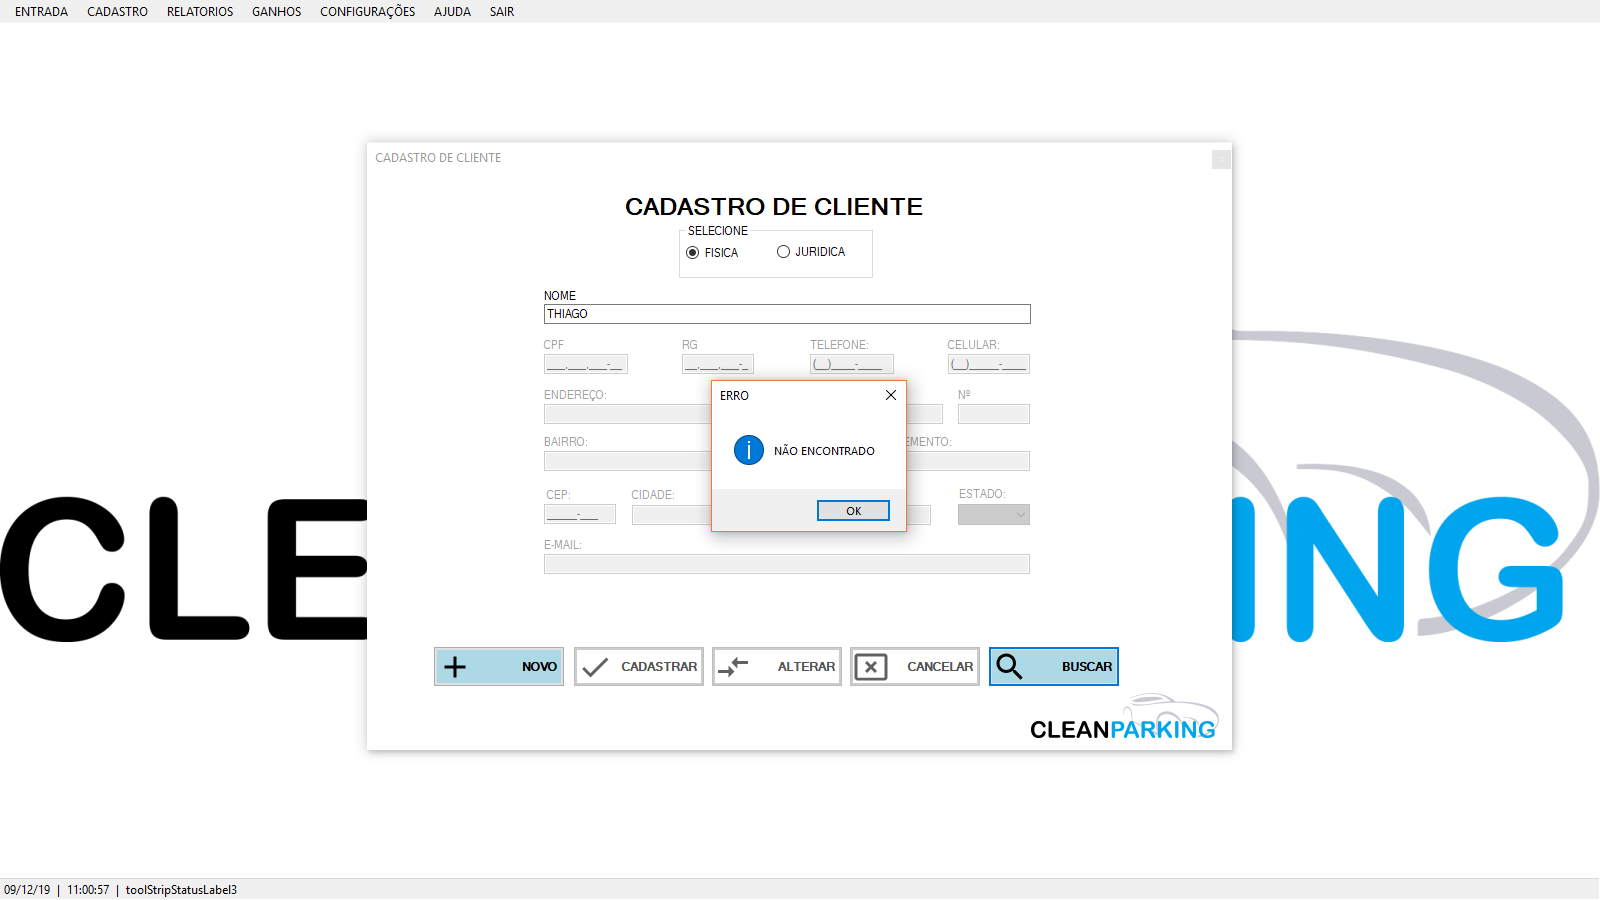 ENTRADA CADASTRO RELATORIOS GANHOS CONFIGURAÇÕES AJUDA SAIR
CADASTRO DE CLIENTE
x
CADASTRO DE CLIENTE
SELECIONE
FISICA JURIDICA
NOME
THIAGO
CPF RG TELEFONE: CELULAR:
___.___.___-__ __.___.___-_ (__)____-____ (__)_____-____
ERRO
ENDEREÇO: Nº
BAIRRO: EMENTO:
NÃO ENCONTRADO
CEP: CIDADE: ESTADO:
_____-___
OK
E-MAIL:
CLE ING
NOVO CADASTRAR ALTERAR CANCELAR BUSCAR
CLEANPARKING
09/12/19 | 11:00:57 | toolStripStatusLabel3